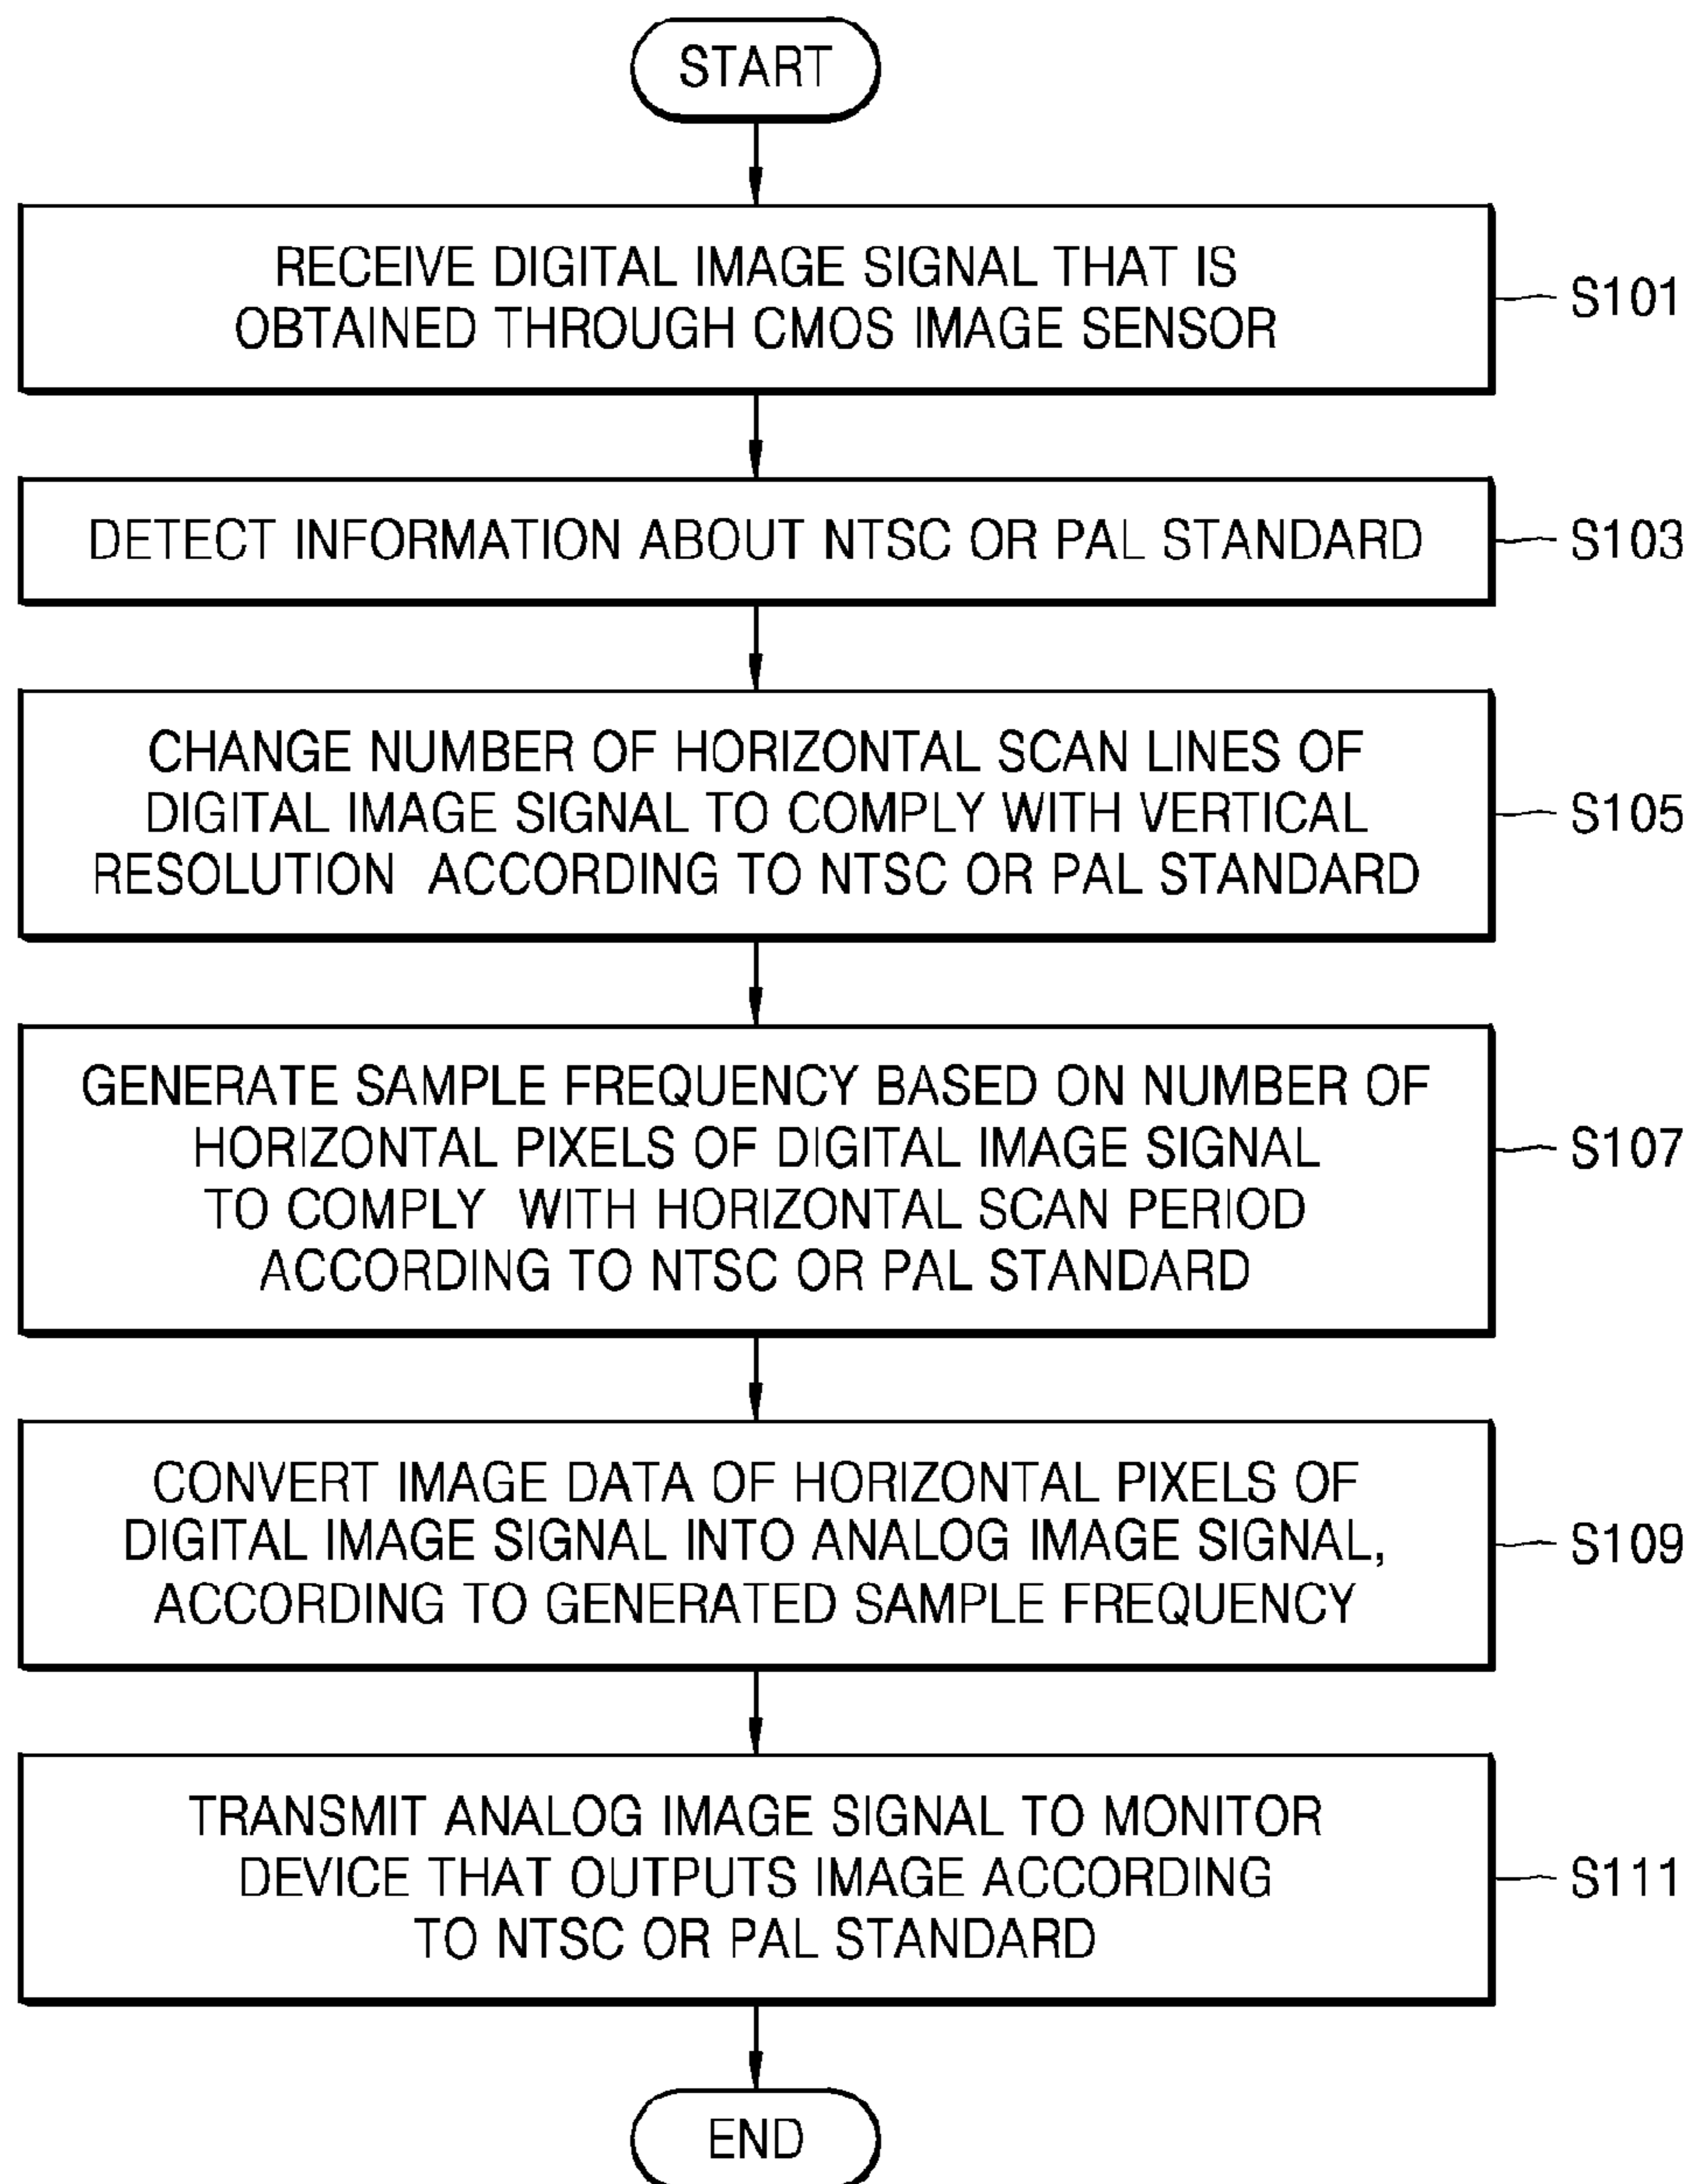 START
RECEIVE DIGITAL IMAGE SIGNAL THAT IS
OBTAINED THROUGH CMOS IMAGE SENSOR
S101
DETECT INFORMATION ABOUT NTSC OR PAL STANDARD
S103
CHANGE NUMBER OF HORIZONTAL SCAN LINES OF
DIGITAL IMAGE SIGNAL TO COMPLY WITH VERTICAL
RESOLUTION ACCORDING TO NTSC OR PAL STANDARD
S105
GENERATE SAMPLE FREQUENCY BASED ON NUMBER OF
HORIZONTAL PIXELS OF DIGITAL IMAGE SIGNAL
TO COMPLY WITH HORIZONTAL SCAN PERIOD
ACCORDING TO NTSC OR PAL STANDARD
S107
CONVERT IMAGE DATA OF HORIZONTAL PIXELS OF
DIGITAL IMAGE SIGNAL INTO ANALOG IMAGE SIGNAL,
ACCORDING TO GENERATED SAMPLE FREQUENCY
S109
TRANSMIT ANALOG IMAGE SIGNAL TO MONITOR
DEVICE THAT OUTPUTS IMAGE ACCORDING
TO NTSC OR PAL STANDARD
S111
END